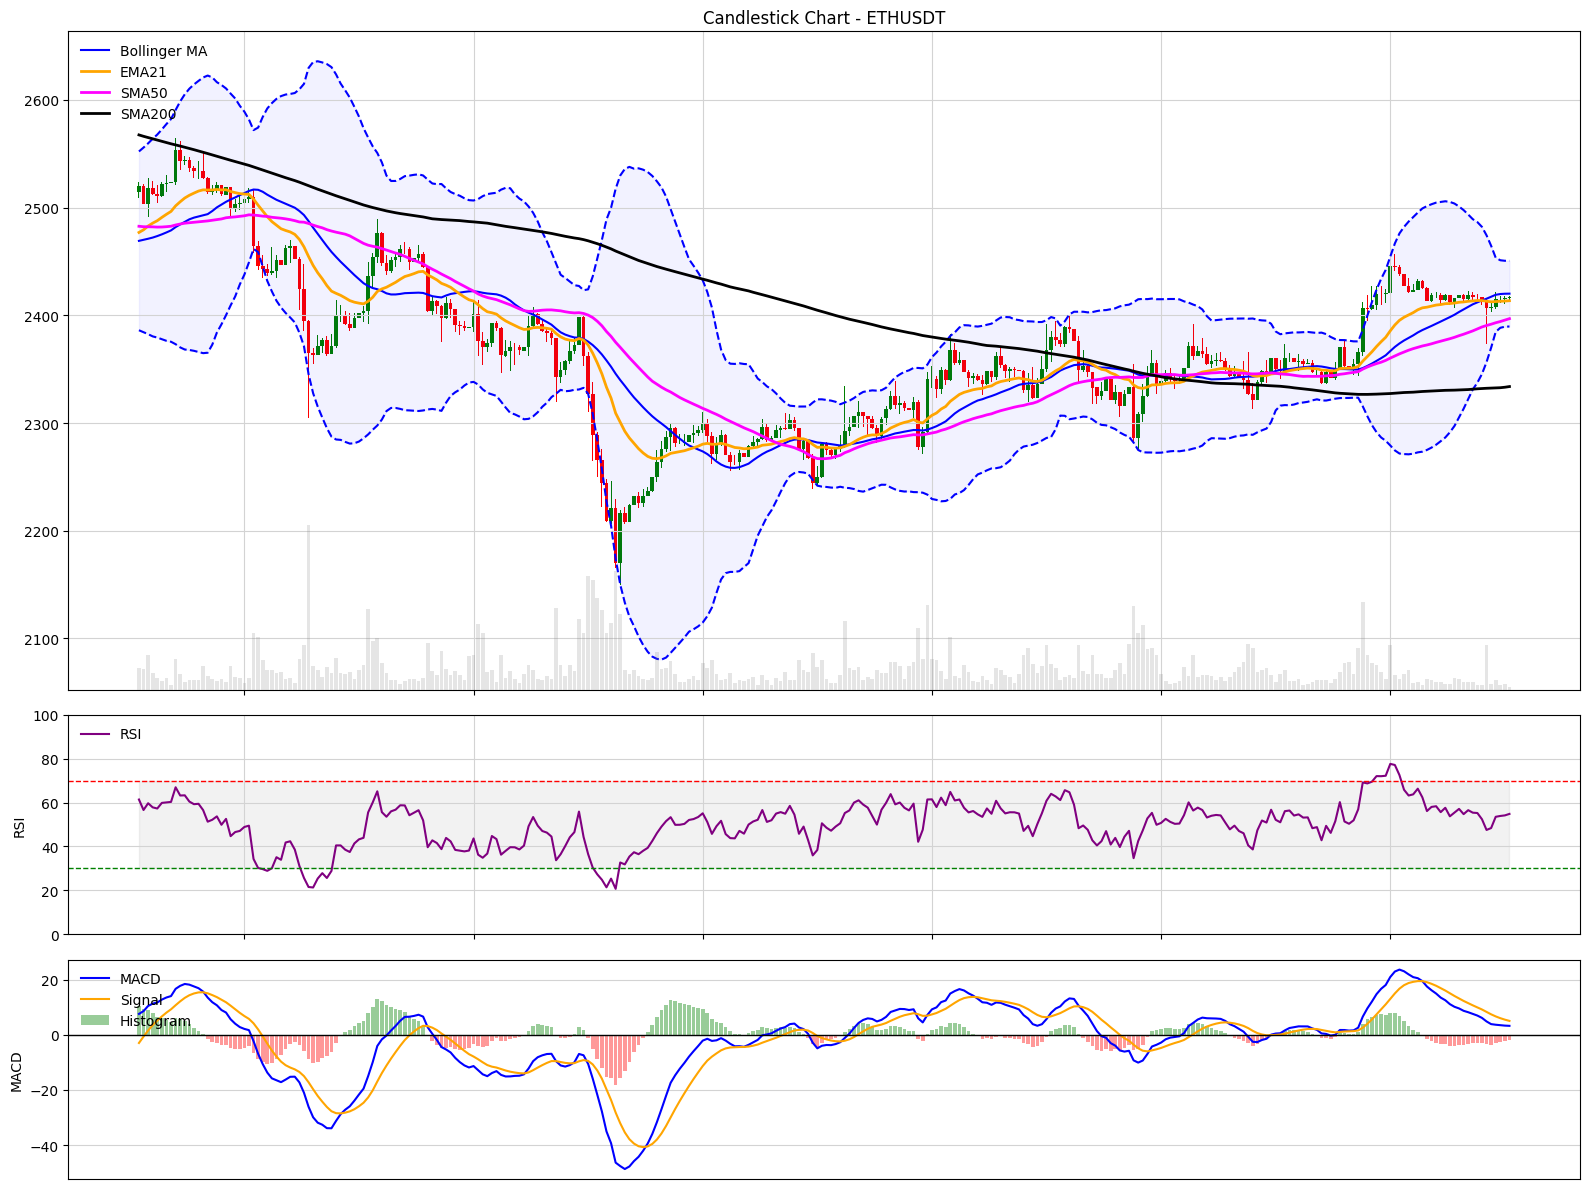 Candlestick Chart - ETHUSDT
Bollinger MA
EMA21
SMA50
SMA200
2600
2500
2400
2300
2200
2100
RSI
100
80
60
40
20
0
RSI
MACD
Signal
Histogram
20
0
−20
−40
MACD